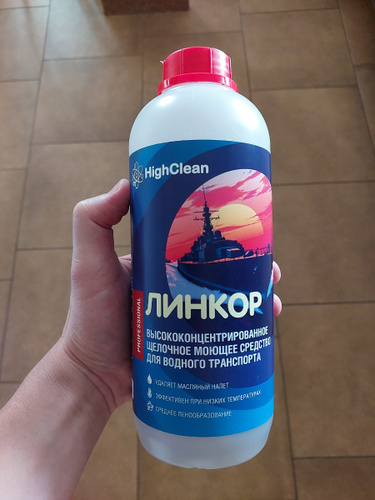 HighClean
ЛИНКОР
PROFESSIONAL
ВЫСОКОКОНЦЕНТРИРОВАННОЕ
ЩЕЛОЧНОЕ МОЮЩЕЕ СРЕДСТВО
ДЛЯ ВОДНОГО ТРАНСПОРТА
УДАЛЯЕТ МАСЛЯНЫЙ НАЛЕТ
ЭФФЕКТИВЕН ПРИ НИЗКИХ ТЕМПЕРАТУРАХ
СРЕДНЕЕ ПЕНООБРАЗОВАНИЕ